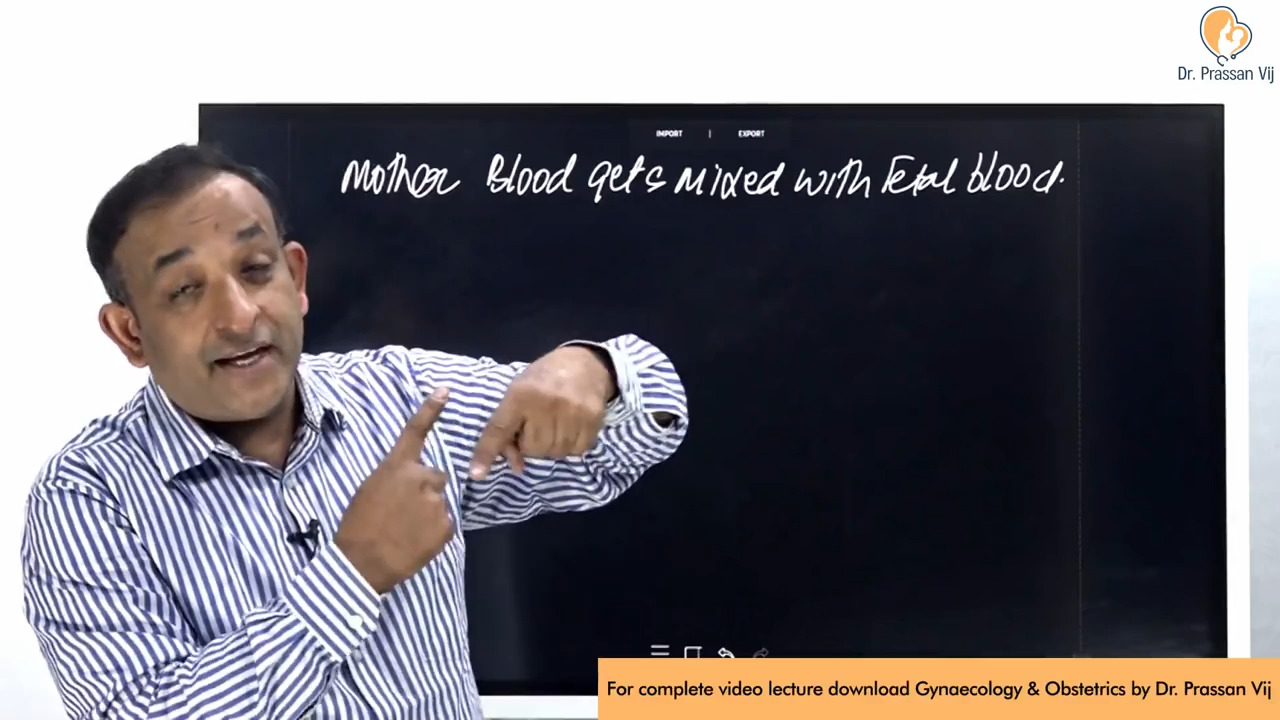 Dr. Prassan Vij
IMPORT | EXPORT
Mother Blood gets mixed with Fetal blood.
For complete video lecture download Gynaecology & Obstetrics by Dr. Prassan Vij